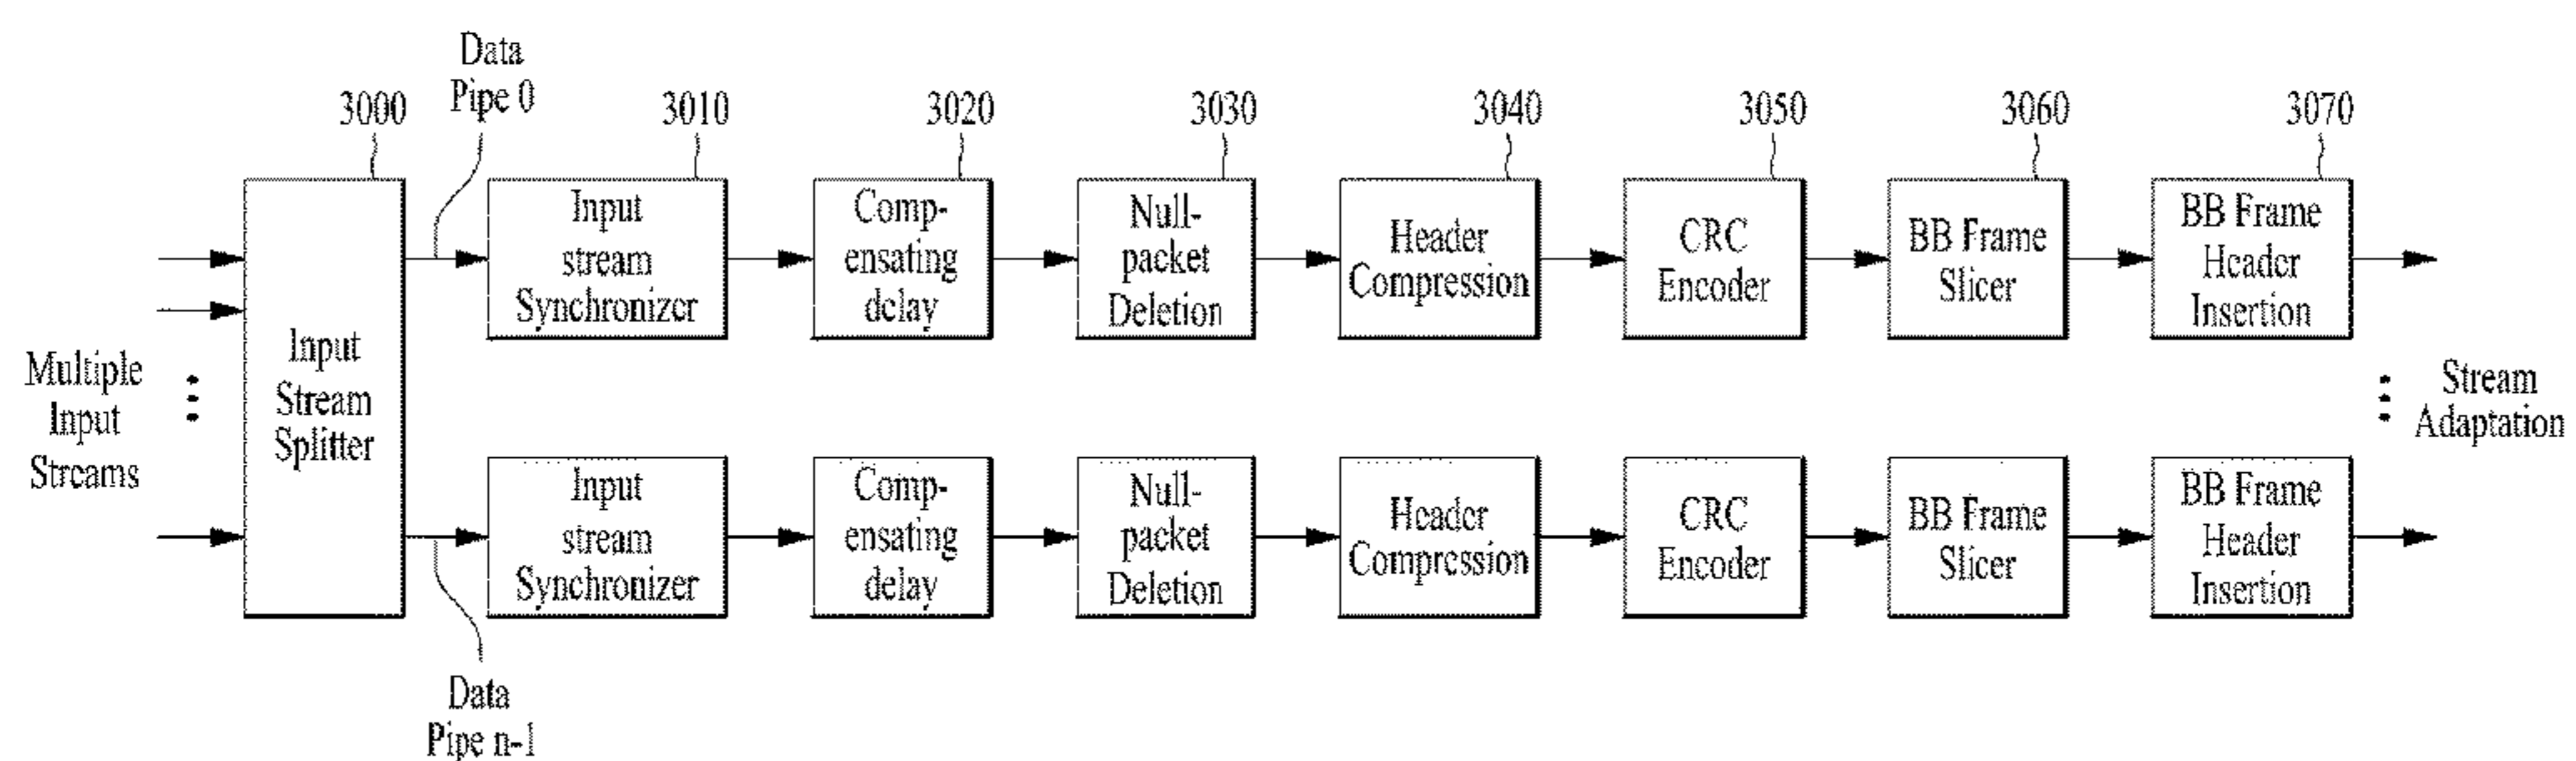 Data
Pipe 0
3000
3010
3020
3030
3040
3050
3060
3070
Multiple
Input
Streams
Input
Stream
Splitter
Input
stream
Synchronizer
Comp-
ensating
delay
Null-
packet
Deletion
Header
Compression
CRC
Encoder
BB Frame
Slicer
BB Frame
Header
Insertion
Stream
Adaptation
Input
stream
Synchronizer
Comp-
ensating
delay
Null-
packet
Deletion
Header
Compression
CRC
Encoder
BB Frame
Slicer
BB Frame
Header
Insertion
Data
Pipe n-1